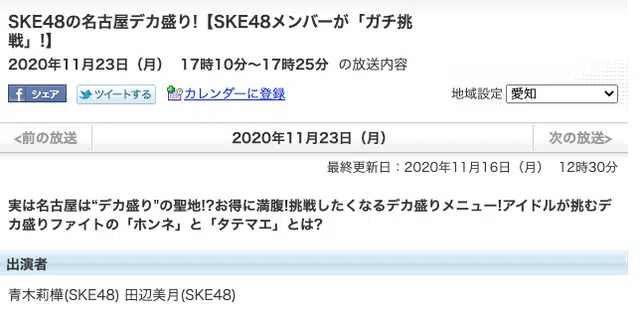 SKE48の名古屋デカ盛り!【SKE48メンバーが「ガチ挑
戦」!】
2020年11月23日（月） 17時10分〜17時25分 の放送内容
シェア ツイートする カレンダーに登録 地域設定 愛知
<前の放送 2020年11月23日（月） 次の放送>
最終更新日：2020年11月16日（月） 12時30分
実は名古屋は“デカ盛り"の聖地!?お得に満腹!挑戦したくなるデカ盛りメニュー!アイドルが挑むデ
カ盛りファイトの「ホンネ」と「タテマエ」とは?
出演者
青木莉樺(SKE48) 田辺美月(SKE48)